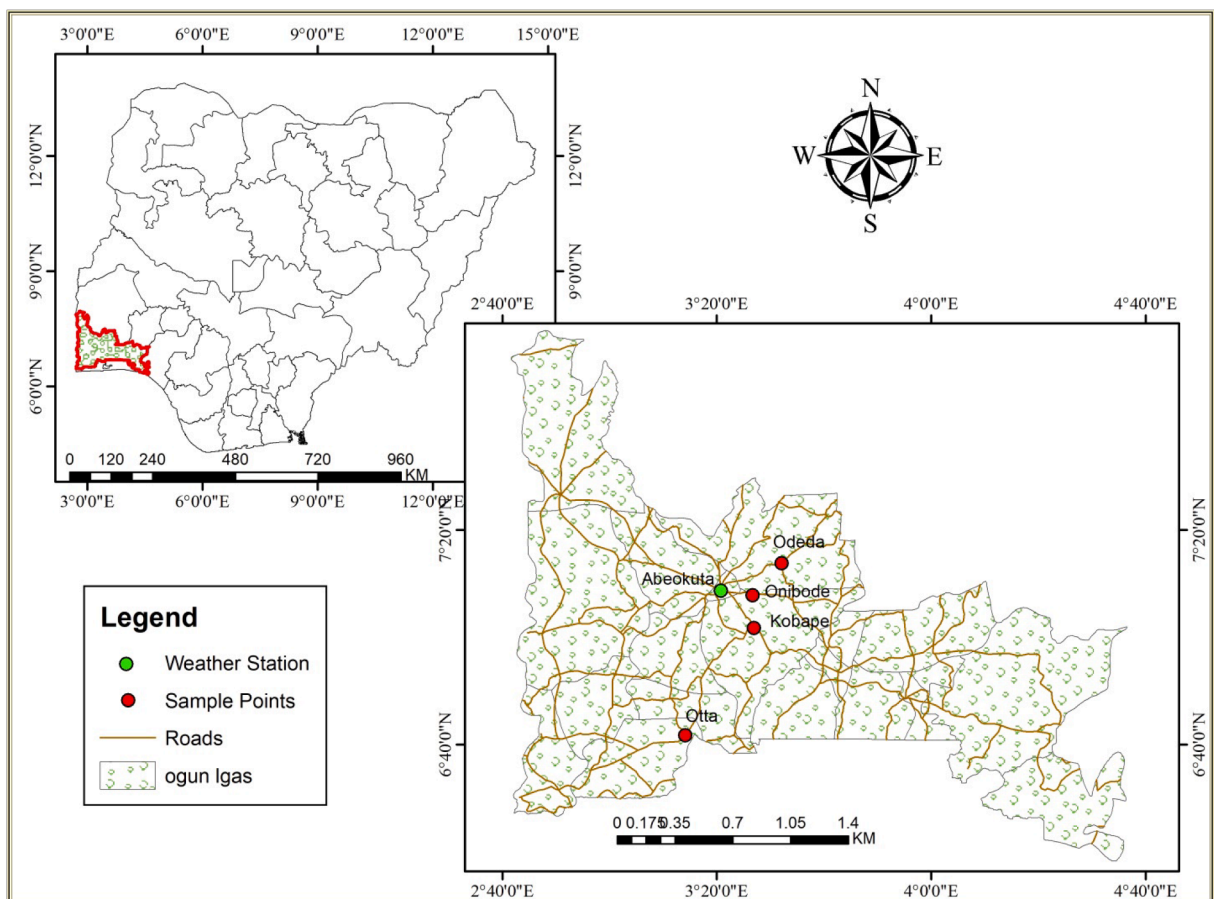 3°0'0"E 6°0'0"E 9°0'0"E 12°0'0"E 15°0'0"E
12°0'0"N
9°0'0"N
6°0'0"N
12°0'0"N
9°0'0"N
0 120 240 480 720 960
KM
3°0'0"E 6°0'0"E 9°0'0"E 12°0'0"
N
W E
S
2°40'0"E 3°20'0"E 4°0'0"E 4°40'0"E
7°20'0"N
6°40'0"N
7°20'0"N
6°40'0"N
Odeda
Abeokuta
Onibode
Kobape
Otta
0 0.175 0.35 0.7 1.05 1.4
KM
2°40'0"E 3°20'0"E 4°0'0"E 4°40'0"E
Legend
Weather Station
Sample Points
Roads
ogun lgas